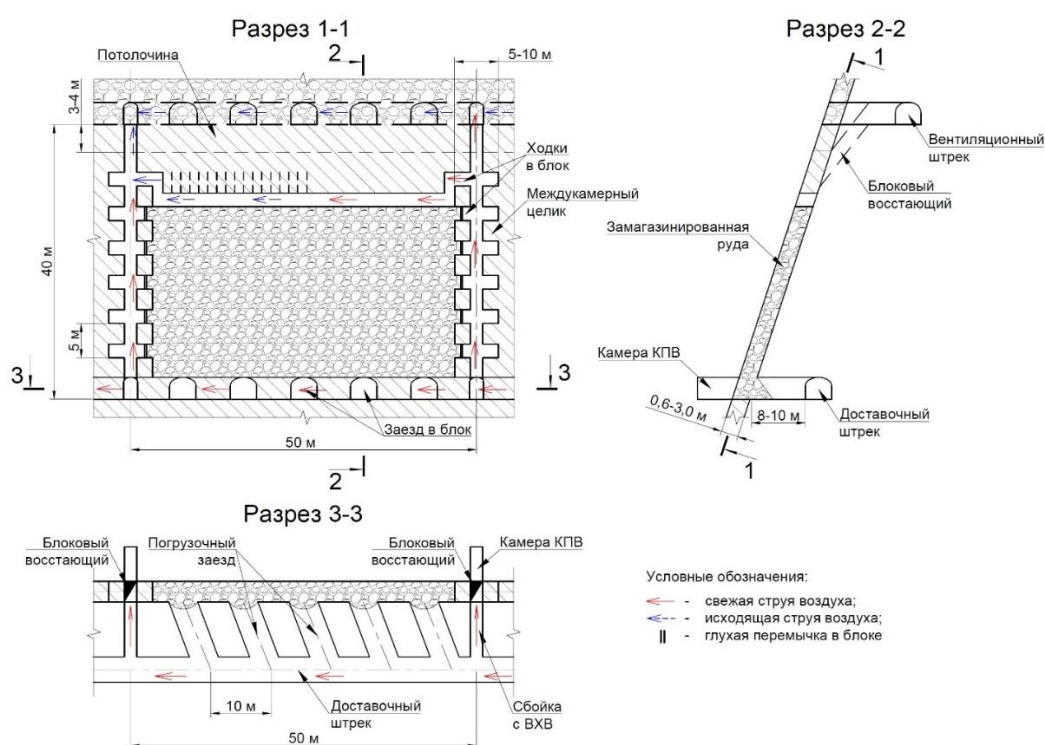 Разрез 1-1
2
5-10 м
Потолочина
3-4 м
Ходки
в блок
Междукамерный
целик
40 м
5 м
3
3
Заезд в блок
50 м
2
Разрез 2-2
1
Вентиляционный
штрек
Блоковый
восстающий
Замагазинированная
руда
Камера КПВ
0,6-3,0 м
8-10 м
Доставочный
штрек
1
Разрез 3-3
Блоковый
восстающий
Погрузочный
заезд
Блоковый
восстающий
Камера КПВ
10 м
Доставочный
штрек
Сбойка
с ВХВ
50 м
Условные обозначения:
- свежая струя воздуха;
- исходящая струя воздуха;
- глухая перемычка в блоке